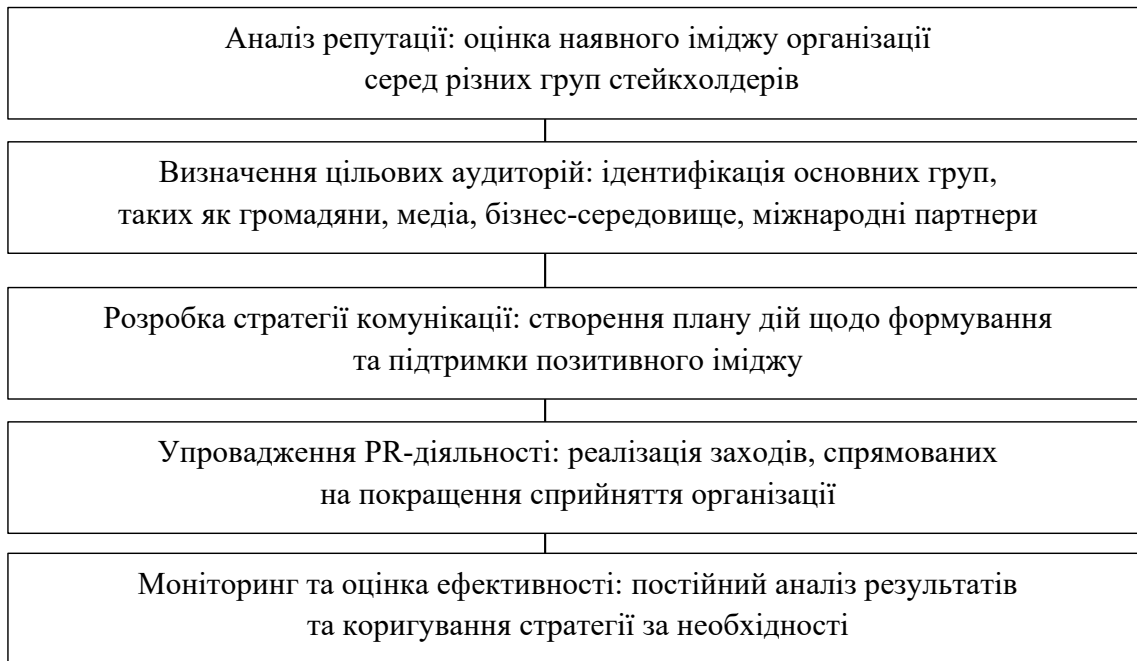 Аналіз репутації: оцінка наявного іміджу організації
серед різних груп стейкхолдерів
Визначення цільових аудиторій: ідентифікація основних груп,
таких як громадяни, медіа, бізнес-середовище, міжнародні партнери
Розробка стратегії комунікації: створення плану дій щодо формування
та підтримки позитивного іміджу
Упровадження PR-діяльності: реалізація заходів, спрямованих
на покращення сприйняття організації
Моніторинг та оцінка ефективності: постійний аналіз результатів
та коригування стратегії за необхідності